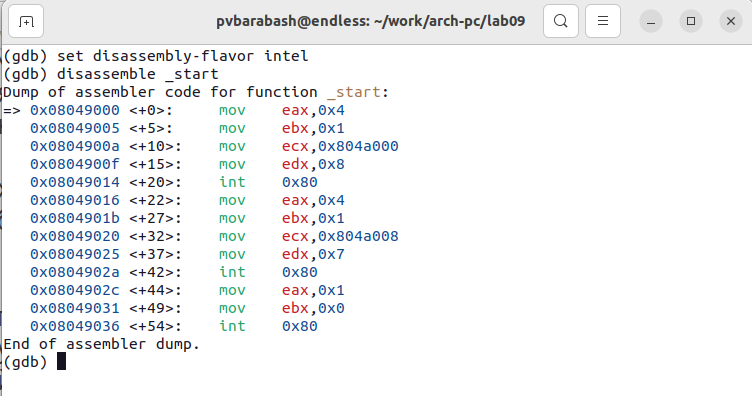 pvbarabash@endless: ~/work/arch-pc/lab09
(gdb) set disassembly-flavor intel
(gdb) disassemble _start
Dump of assembler code for function _start:
=> 0x08049000 <+0>:     mov    eax,0x4
   0x08049005 <+5>:     mov    ebx,0x1
   0x0804900a <+10>:    mov    ecx,0x804a000
   0x0804900f <+15>:    mov    edx,0x8
   0x08049014 <+20>:    int    0x80
   0x08049016 <+22>:    mov    eax,0x4
   0x0804901b <+27>:    mov    ebx,0x1
   0x08049020 <+32>:    mov    ecx,0x804a008
   0x08049025 <+37>:    mov    edx,0x7
   0x0804902a <+42>:    int    0x80
   0x0804902c <+44>:    mov    eax,0x1
   0x08049031 <+49>:    mov    ebx,0x0
   0x08049036 <+54>:    int    0x80
End of assembler dump.
(gdb)